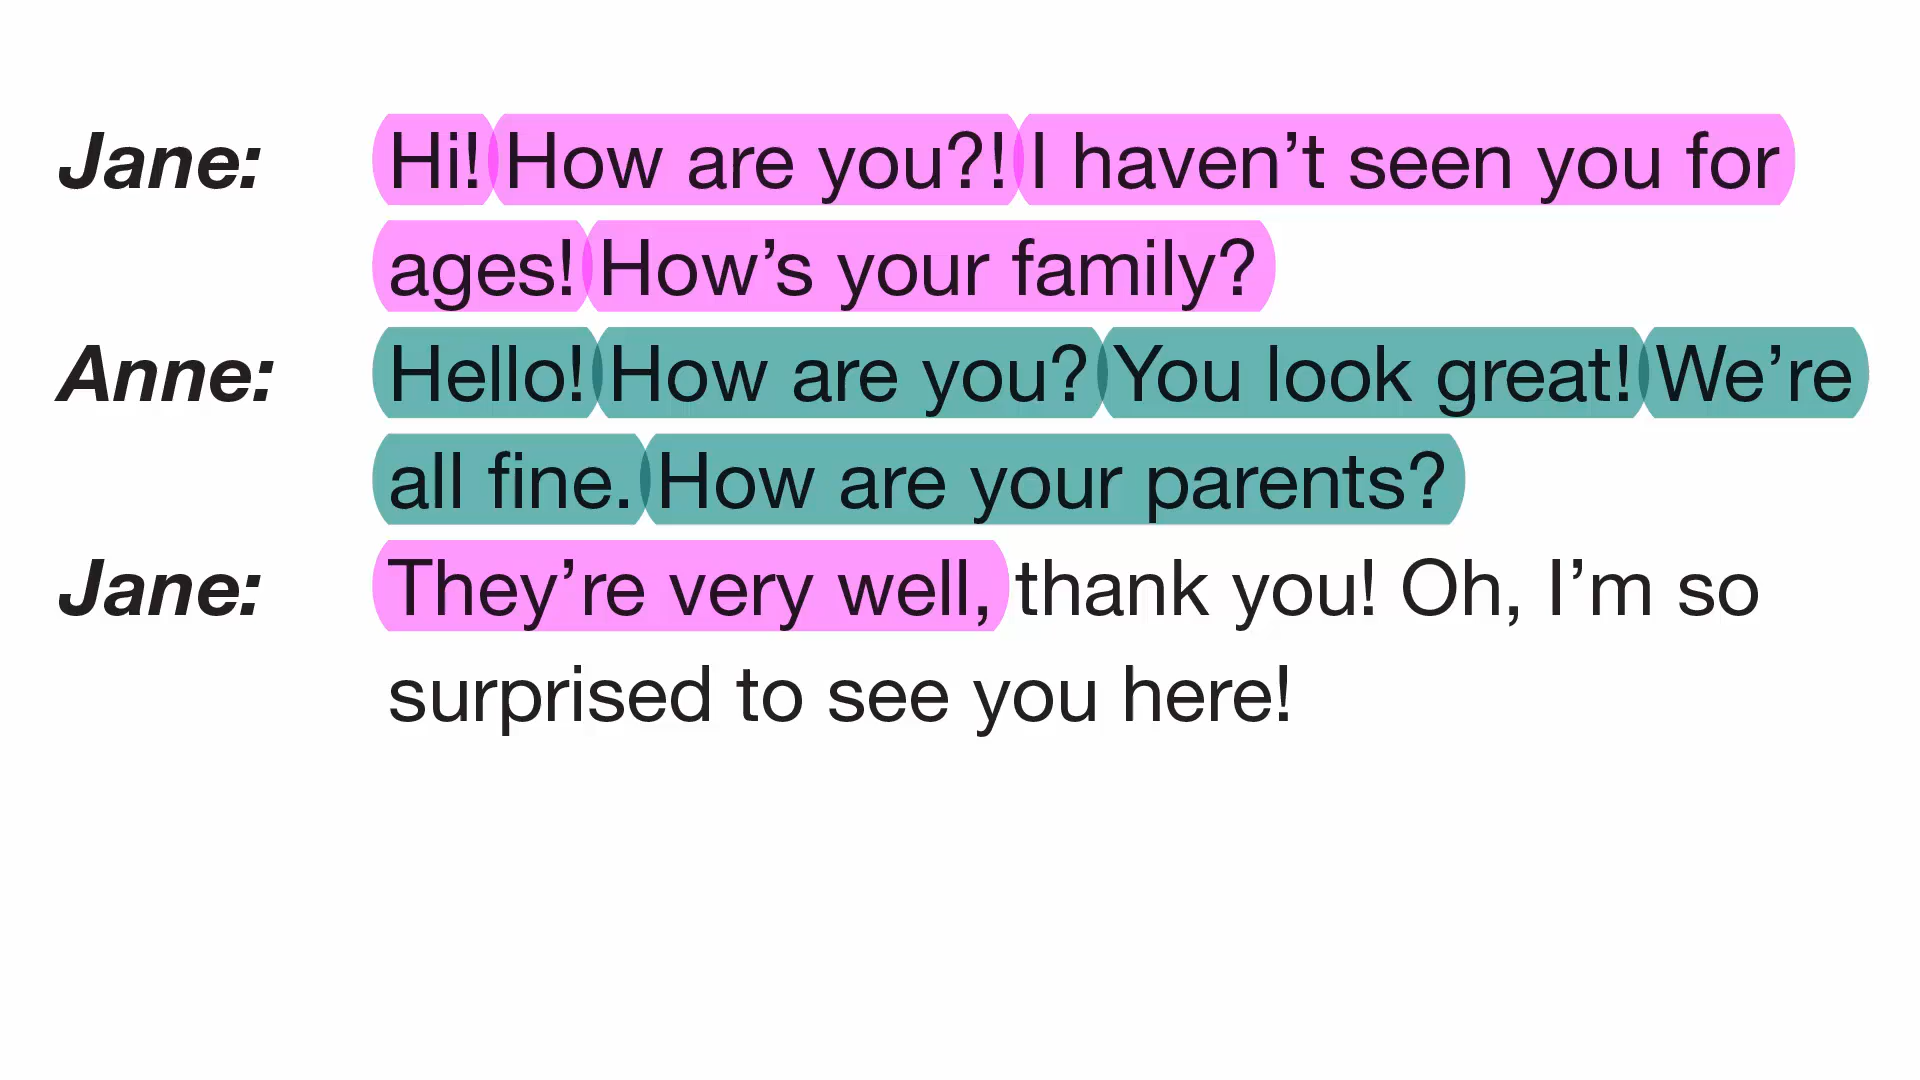 Jane: Hi! How are you?! I haven’t seen you for
ages! How’s your family?
Anne: Hello! How are you? You look great! We’re
all fine. How are your parents?
Jane: They’re very well, thank you! Oh, I’m so
surprised to see you here!